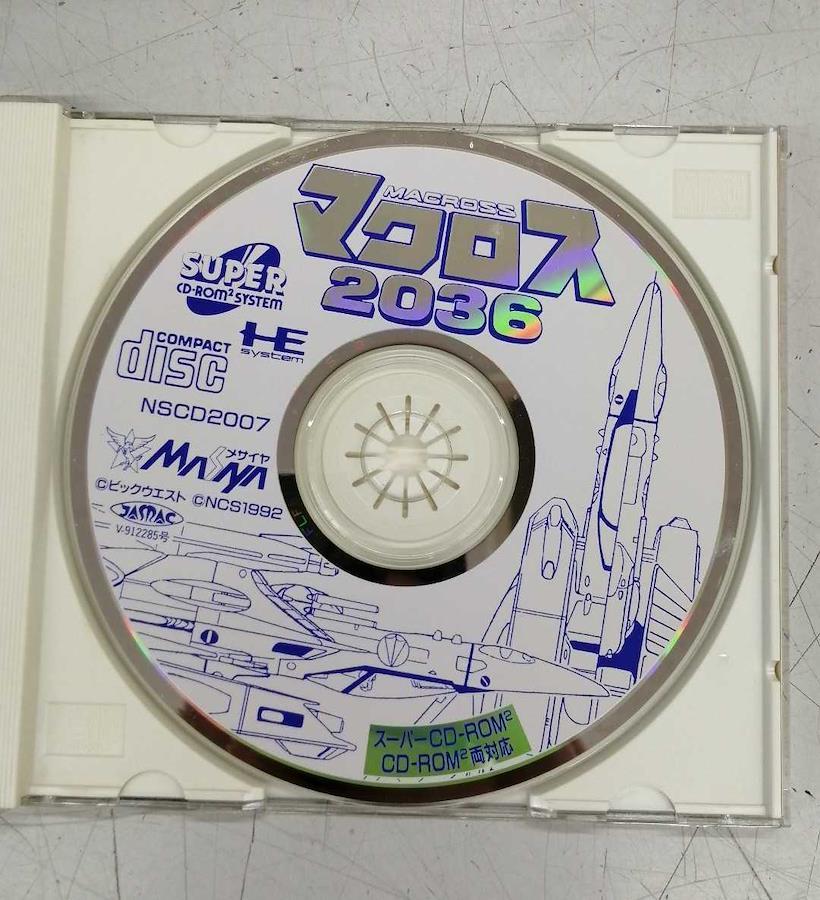 MACROSS
マクロス
2036
SUPER
CD-ROM² SYSTEM
HE
system
COMPACT
disc
NSCD2007
メサイヤ
MASAYA
©ビックウエスト ©NCS1992
JASRAC
V-912285号
スーパーCD-ROM²
CD-ROM²両対応